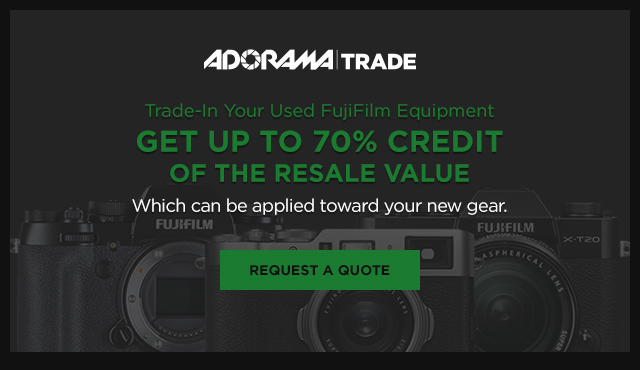 ADORAMA | TRADE
Trade-In Your Used FujiFilm Equipment
GET UP TO 70% CREDIT
OF THE RESALE VALUE
Which can be applied toward your new gear.
FUJIFILM
FUJIFILM
X-T20
ASPHERICAL LENS
SUPER
REQUEST A QUOTE